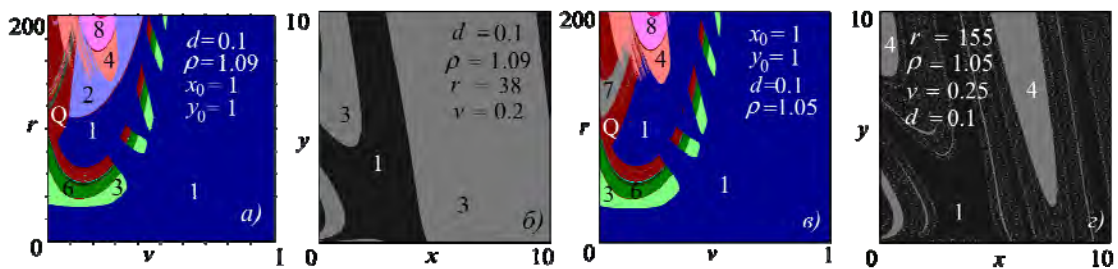 200
8
d=0.1
ρ=1.09
4
x₀= 1
2
y₀= 1
Q
r
1
6
3
1
а)
0
v
1
10
d=0.1
ρ=1.09
r = 38
3
v = 0.2
y
1
3
б)
0
x
10
200
8
x₀= 1
y₀= 1
4
d=0.1
7
ρ=1.05
Q
r
1
3
6
1
в)
0
v
1
10
4
r = 155
ρ = 1.05
4
v = 0.25
d = 0.1
y
1
г)
0
x
10